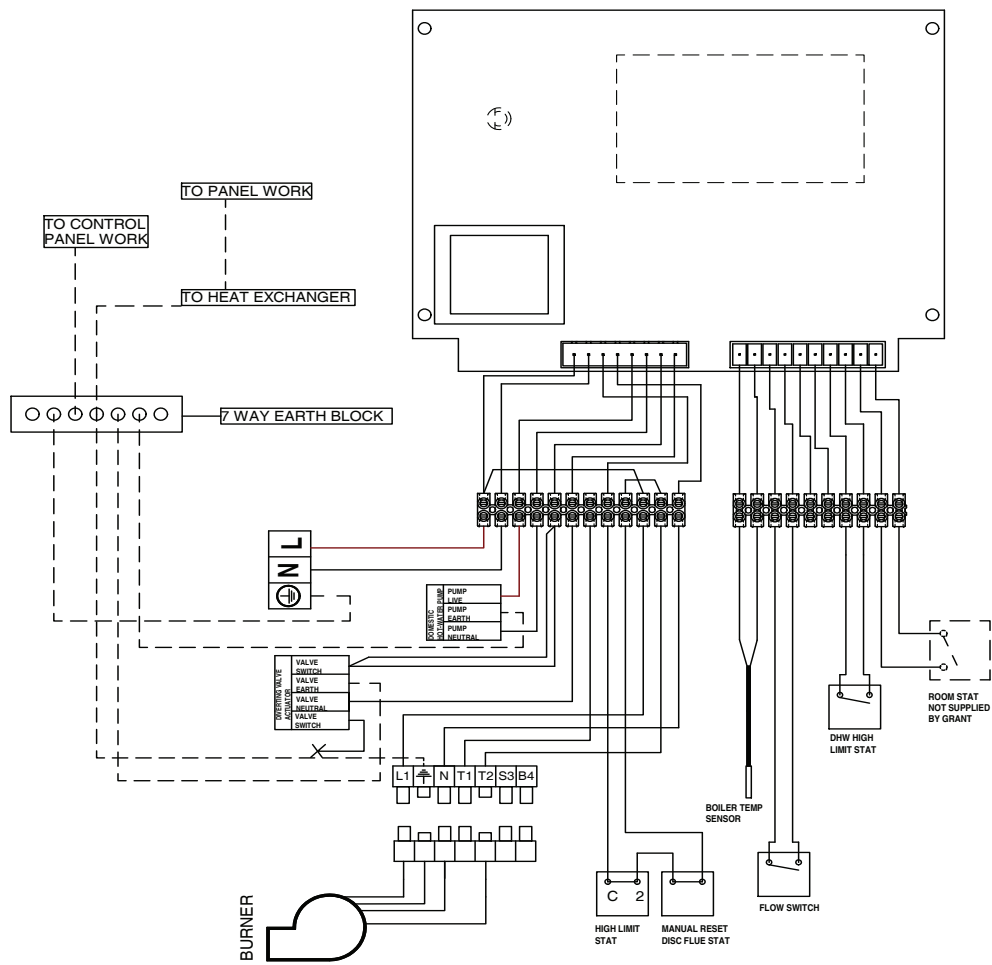 TO PANEL WORK
TO CONTROL
PANEL WORK
TO HEAT EXCHANGER
7 WAY EARTH BLOCK
L
N
DOMESTIC
HOT-WATER PUMP
PUMP
LIVE
PUMP
EARTH
PUMP
NEUTRAL
DIVERTING VALVE
ACTUATOR
VALVE
SWITCH
VALVE
EARTH
VALVE
NEUTRAL
VALVE
SWITCH
L1 N T1 T2 S3 B4
BURNER
C 2
HIGH LIMIT
STAT
MANUAL RESET
DISC FLUE STAT
BOILER TEMP
SENSOR
FLOW SWITCH
DHW HIGH
LIMIT STAT
ROOM STAT
NOT SUPPLIED
BY GRANT